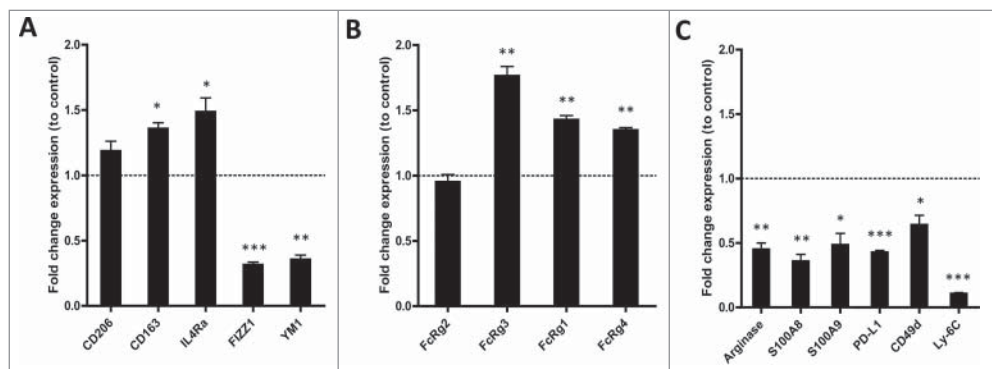 A
Fold change expression (to control)
2.0
1.5
1.0
0.5
0.0
*
*
***
**
CD206
CD163
IL4Ra
FIZZ1
YM1
B
Fold change expression (to control)
2.0
1.5
1.0
0.5
0.0
**
**
**
FcRg2
FcRg3
FcRg1
FcRg4
C
Fold change expression (to control)
2.0
1.5
1.0
0.5
0.0
**
**
*
***
*
***
Arginase
S100A8
S100A9
PD-L1
CD49d
Ly-6C